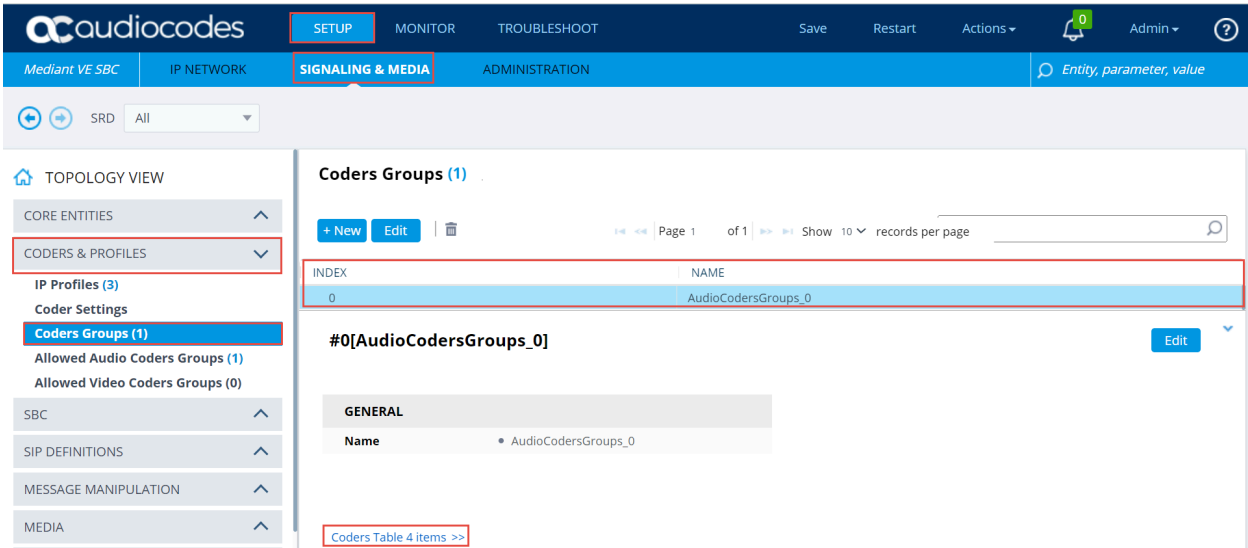 audiocodes SETUP MONITOR TROUBLESHOOT Save Restart Actions 0 Admin ?
Mediant VE SBC IP NETWORK SIGNALING & MEDIA ADMINISTRATION Entity, parameter, value
SRD All
TOPOLOGY VIEW
CORE ENTITIES
CODERS & PROFILES
IP Profiles (3)
Coder Settings
Coders Groups (1)
Allowed Audio Coders Groups (1)
Allowed Video Coders Groups (0)
SBC
SIP DEFINITIONS
MESSAGE MANIPULATION
MEDIA
Coders Groups (1)
+ New Edit Page 1 of 1 Show 10 records per page
INDEX NAME
0 AudioCodersGroups_0
#0[AudioCodersGroups_0] Edit
GENERAL
Name • AudioCodersGroups_0
Coders Table 4 items >>